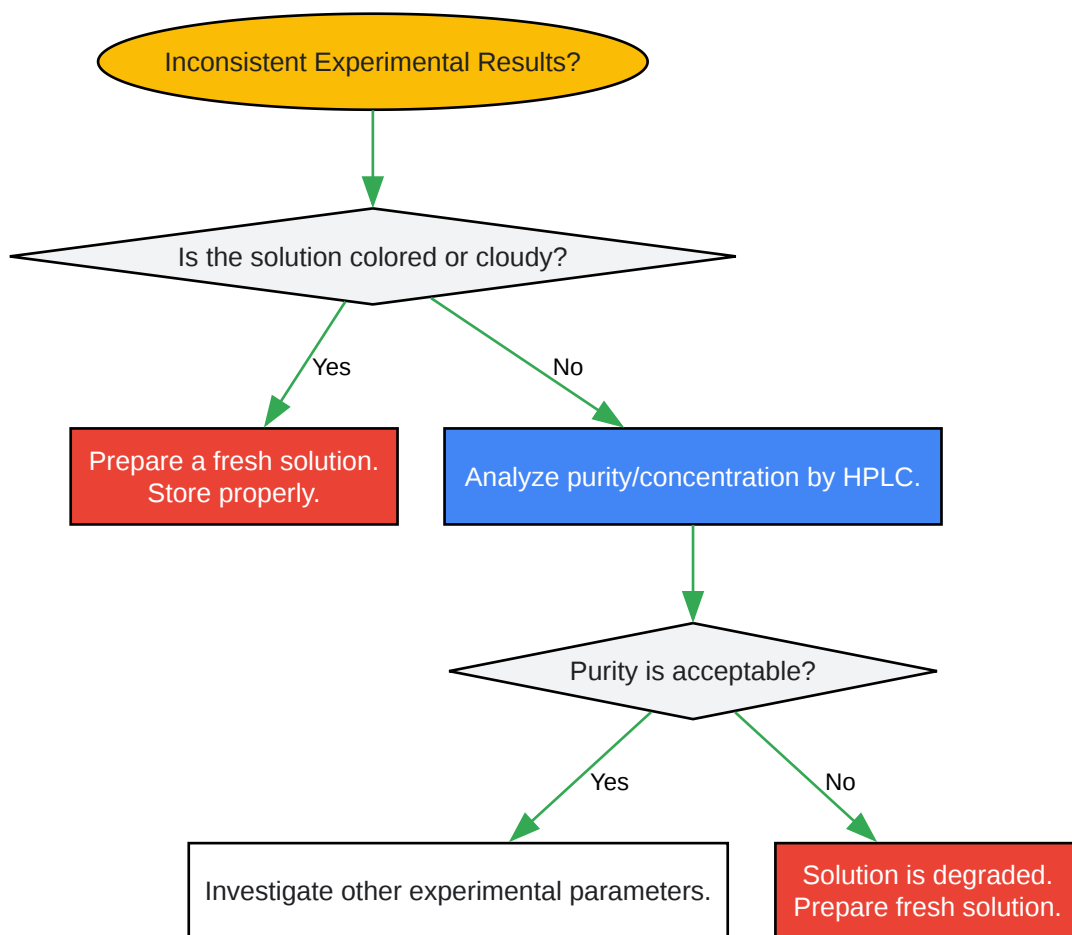 Inconsistent Experimental Results?
Is the solution colored or cloudy?
Yes
No
Prepare a fresh solution.
Store properly.
Analyze purity/concentration by HPLC.
Purity is acceptable?
Yes
No
Investigate other experimental parameters.
Solution is degraded.
Prepare fresh solution.